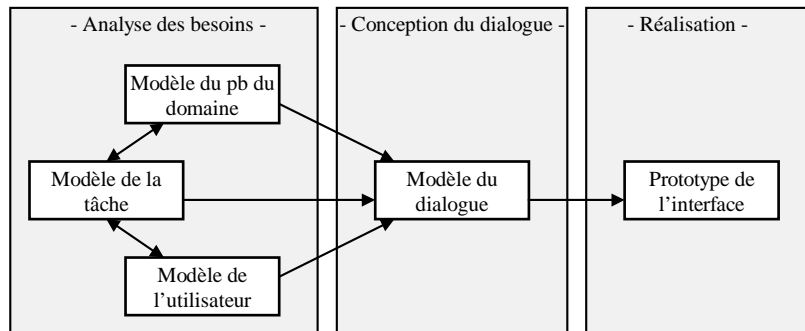 - Analyse des besoins -
- Conception du dialogue -
- Réalisation -
Modèle du pb du
domaine
Modèle de la
tâche
Modèle du
dialogue
Prototype de
l’interface
Modèle de
l’utilisateur